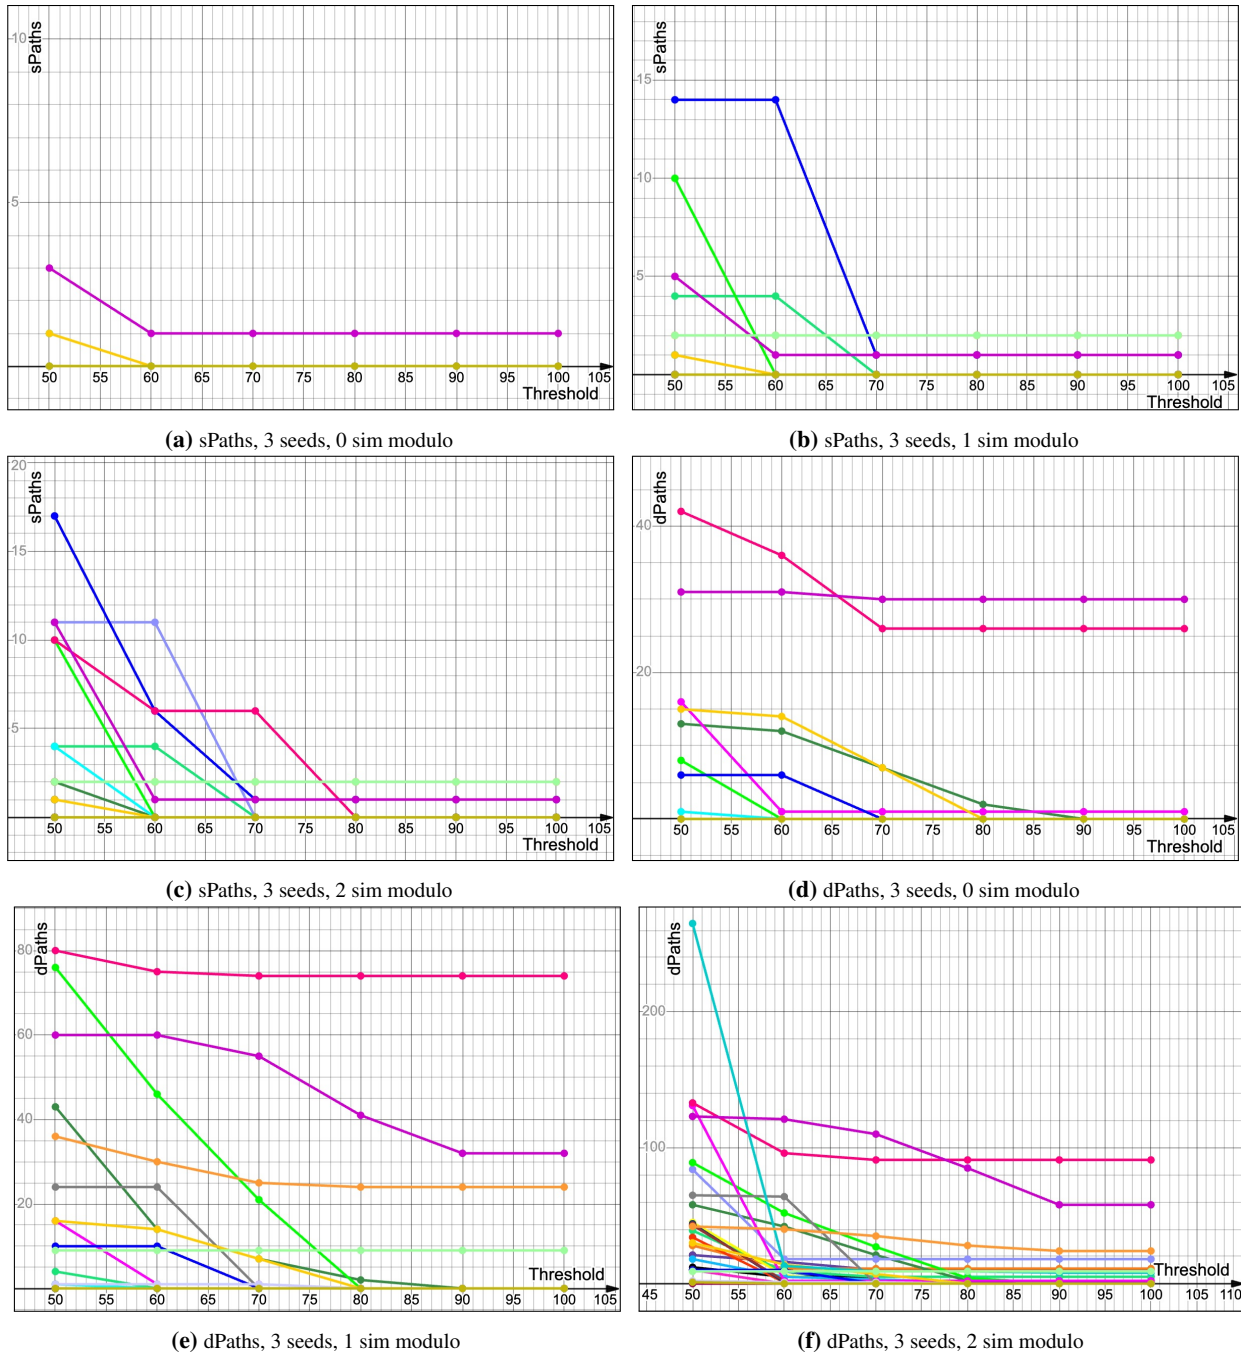 10
sPaths
5
50 55 60 65 70 75 80 85 90 95 100 105
Threshold
(a) sPaths, 3 seeds, 0 sim modulo
sPaths
15
10
5
50 55 60 65 70 75 80 85 90 95 100 105
Threshold
(b) sPaths, 3 seeds, 1 sim modulo
20
sPaths
15
10
5
50 55 60 65 70 75 80 85 90 95 100 105
Threshold
(c) sPaths, 3 seeds, 2 sim modulo
dPaths
40
20
50 55 60 65 70 75 80 85 90 95 100 105
Threshold
(d) dPaths, 3 seeds, 0 sim modulo
dPaths
80
60
40
20
Threshold
50 55 60 65 70 75 80 85 90 95 100 105
(e) dPaths, 3 seeds, 1 sim modulo
dPaths
200
100
Threshold
45 50 55 60 65 70 75 80 85 90 95 100 105 110
(f) dPaths, 3 seeds, 2 sim modulo